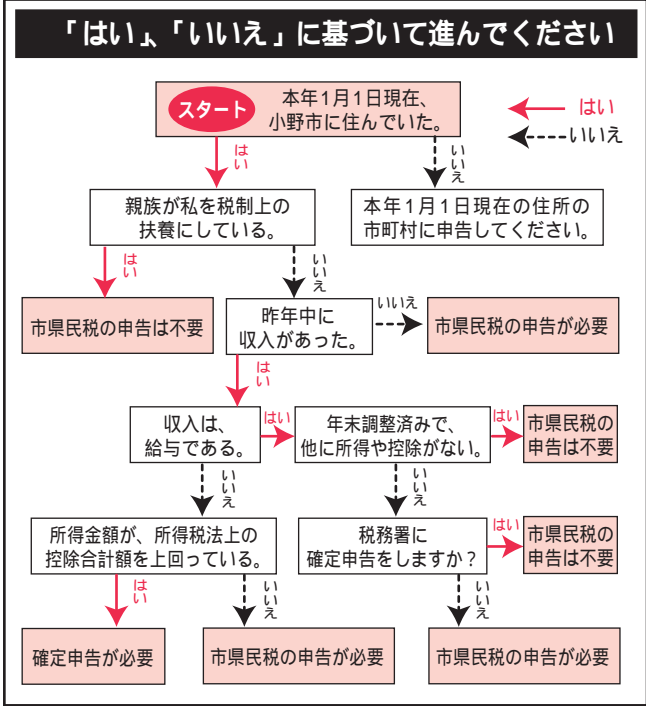 「はい」、「いいえ」に基づいて進んでください
スタート
本年1月1日現在、
小野市に住んでいた。
はい
いいえ
はい
いいえ
親族が私を税制上の
扶養にしている。
本年1月1日現在の住所の
市町村に申告してください。
はい
いいえ
市県民税の申告は不要
昨年中に
収入があった。
いいえ
市県民税の申告が必要
はい
収入は、
給与である。
はい
年末調整済みで、
他に所得や控除がない。
はい
市県民税の
申告は不要
いいえ
いいえ
所得金額が、所得税法上の
控除合計額を上回っている。
税務署に
確定申告をしますか？
はい
市県民税の
申告は不要
はい
いいえ
いいえ
確定申告が必要
市県民税の申告が必要
市県民税の申告が必要